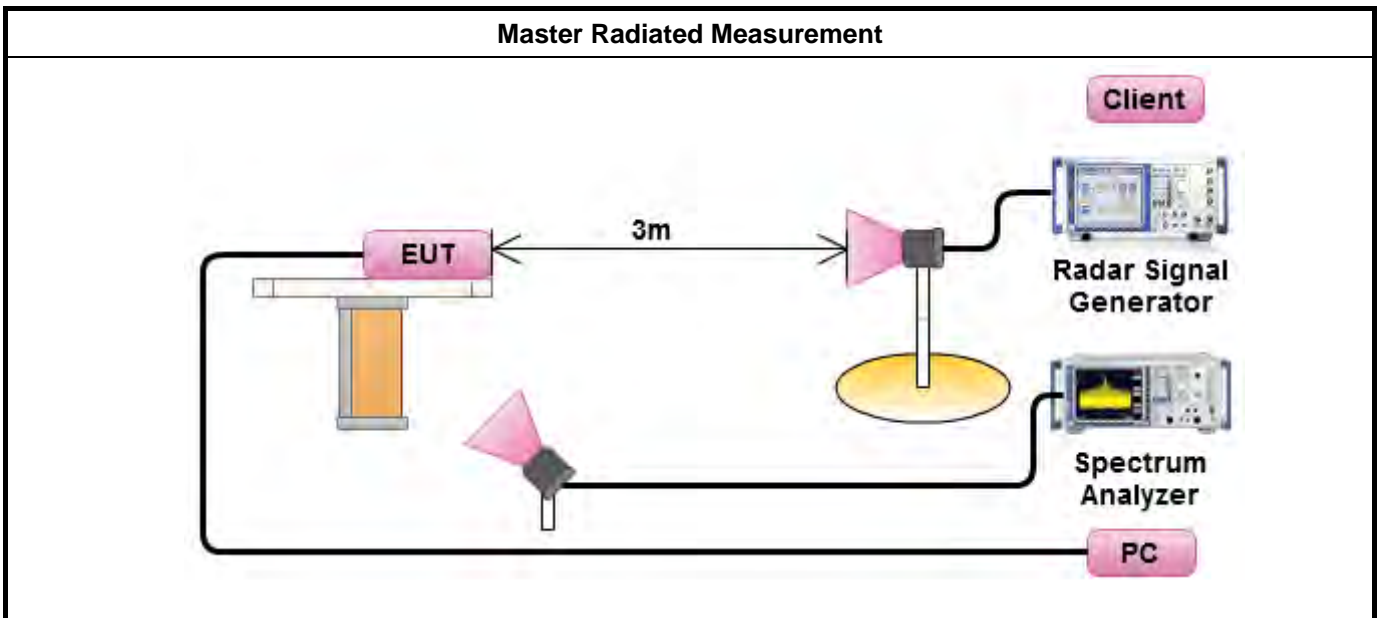 Master Radiated Measurement
Client
3m
EUT
Radar Signal
Generator
Spectrum
Analyzer
PC